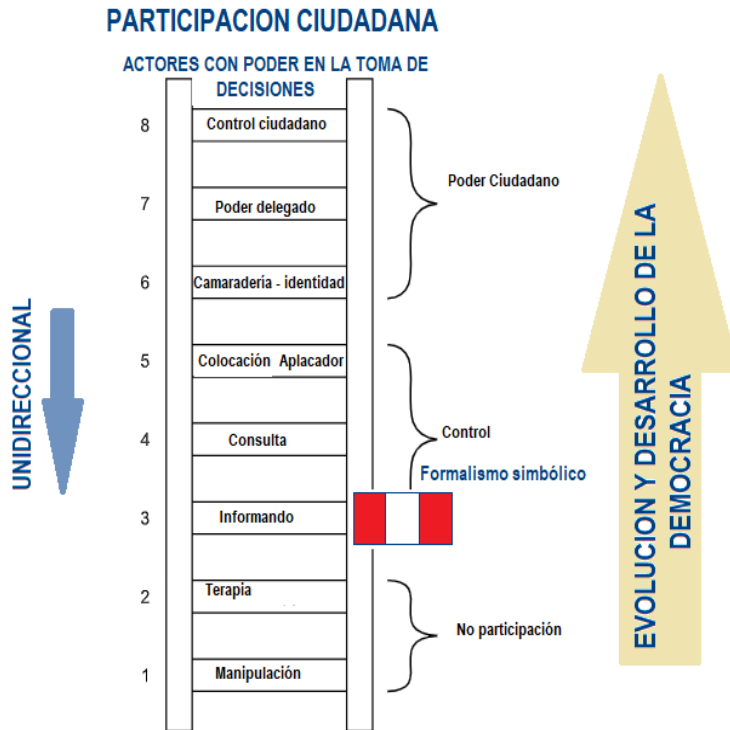 PARTICIPACION CIUDADANA
ACTORES CON PODER EN LA TOMA DE
DECISIONES
8 Control ciudadano
7 Poder delegado
6 Camaradería - identidad
Poder Ciudadano
5 Colocación Aplacador
4 Consulta
Control
Formalismo simbólico
3 Informando
2 Terapia
No participación
1 Manipulación
UNIDIRECCIONAL
EVOLUCION Y DESARROLLO DE LA
DEMOCRACIA